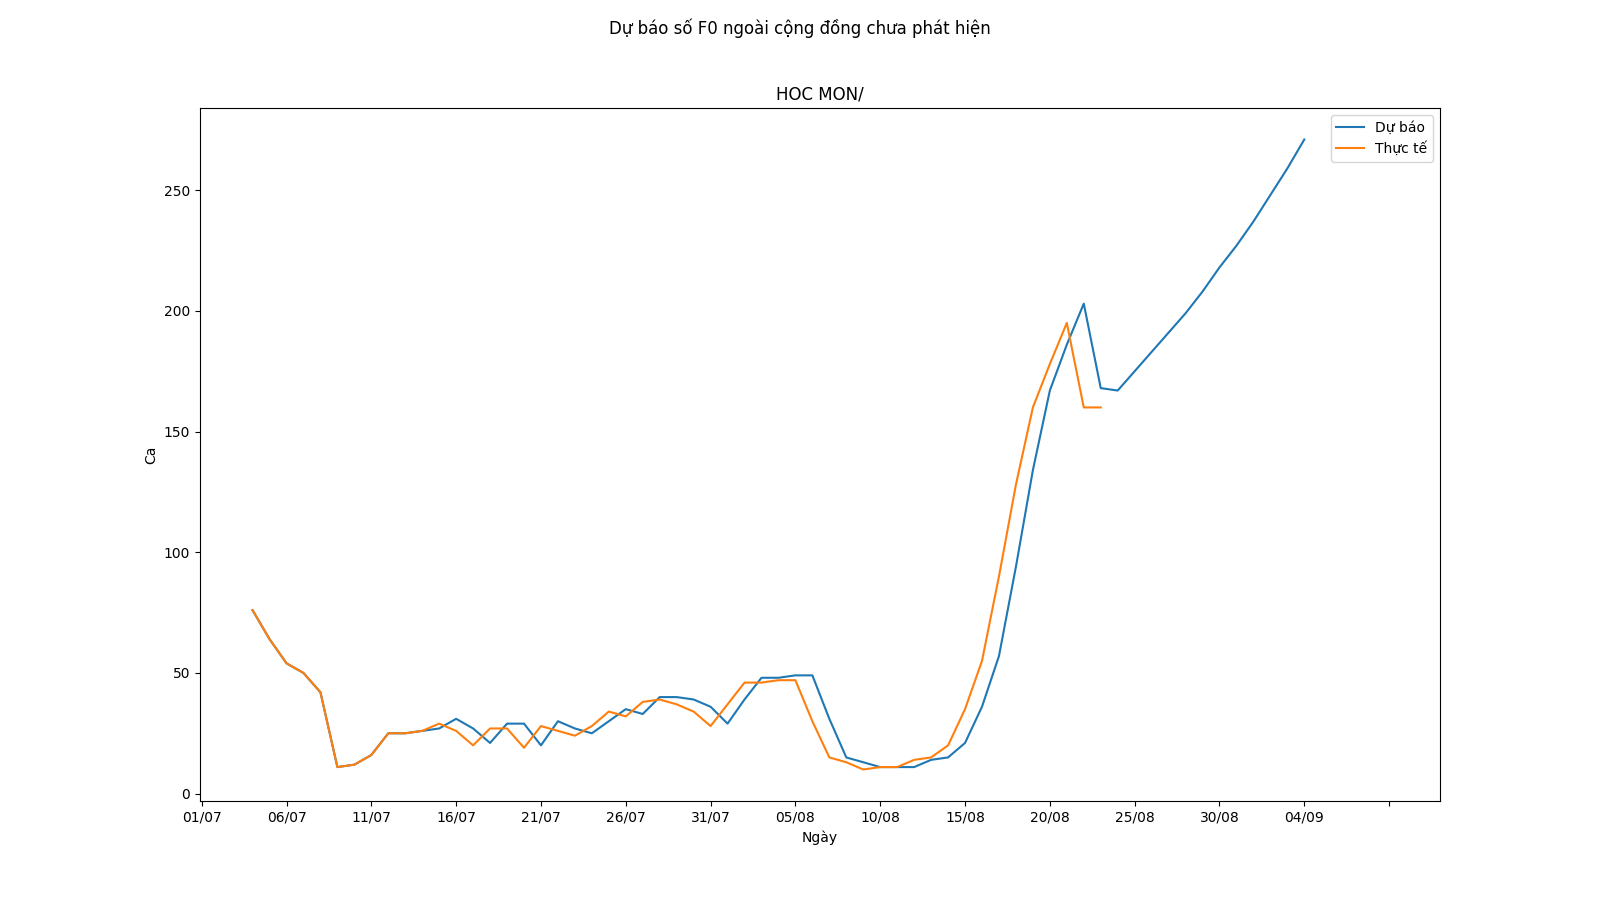 Dự báo số F0 ngoài cộng đồng chưa phát hiện
HOC MON/
Dự báo
Thực tế
250
200
150
100
50
0
Ca
01/07 06/07 11/07 16/07 21/07 26/07 31/07 05/08 10/08 15/08 20/08 25/08 30/08 04/09
Ngày